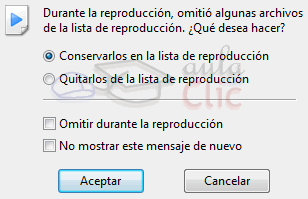 Durante la reproducción, omitió algunas archivos
de la lista de reproducción. ¿Qué desea hacer?
Conservarlos en la lista de reproducción
Quitarlos de la lista de reproducción
aula
Clic
Omitir durante la reproducción
No mostrar este mensaje de nuevo
Aceptar
Cancelar